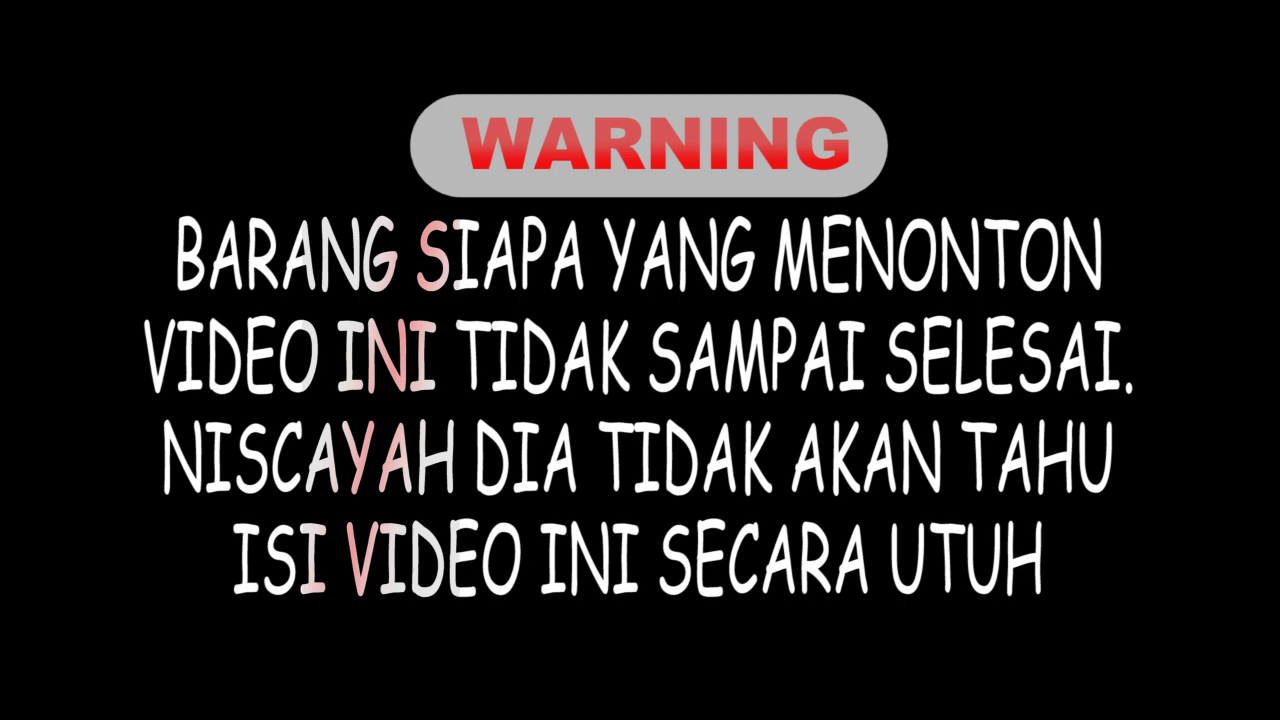 WARNING
BARANG SIAPA YANG MENONTON
VIDEO INI TIDAK SAMPAI SELESAI.
NISCAYAH DIA TIDAK AKAN TAHU
ISI VIDEO INI SECARA UTUH